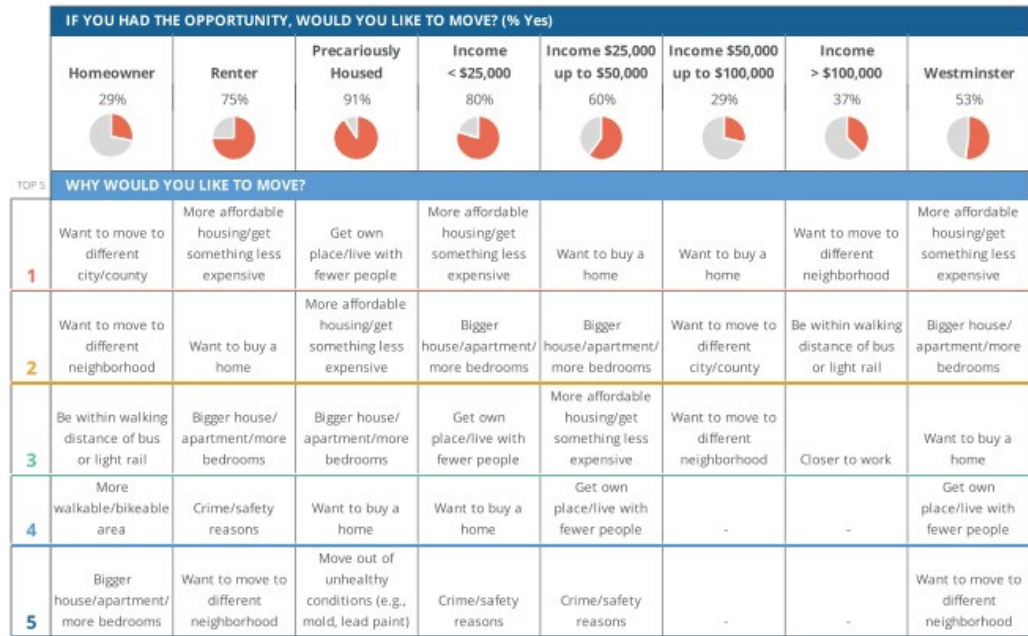 IF YOU HAD THE OPPORTUNITY, WOULD YOU LIKE TO MOVE? (% Yes)
Homeowner
Renter
Precariously
Housed
Income
< $25,000
Income $25,000
up to $50,000
Income $50,000
up to $100,000
Income
> $100,000
Westminster
29%
75%
91%
80%
60%
29%
37%
53%
TOP 5
WHY WOULD YOU LIKE TO MOVE?
1
Want to move to
different
city/county
More affordable
housing/get
something less
expensive
Get own
place/live with
fewer people
More affordable
housing/get
something less
expensive
Want to buy a
home
Want to buy a
home
Want to move to
different
neighborhood
More affordable
housing/get
something less
expensive
2
Want to move to
different
neighborhood
Want to buy a
home
More affordable
housing/get
something less
expensive
Bigger
house/apartment/
more bedrooms
Bigger
house/apartment/
more bedrooms
Want to move to
different
city/county
Be within walking
distance of bus
or light rail
Bigger house/
apartment/more
bedrooms
3
Be within walking
distance of bus
or light rail
Bigger house/
apartment/more
bedrooms
Bigger house/
apartment/more
bedrooms
Get own
place/live with
fewer people
More affordable
housing/get
something less
expensive
Want to move to
different
neighborhood
Closer to work
Want to buy a
home
4
More
walkable/bikeable
area
Crime/safety
reasons
Want to buy a
home
Want to buy a
home
Get own
place/live with
fewer people
-
-
Get own
place/live with
fewer people
5
Bigger
house/apartment/
more bedrooms
Want to move to
different
neighborhood
Move out of
unhealthy
conditions (e.g.,
mold, lead paint)
Crime/safety
reasons
Crime/safety
reasons
-
-
Want to move to
different
neighborhood